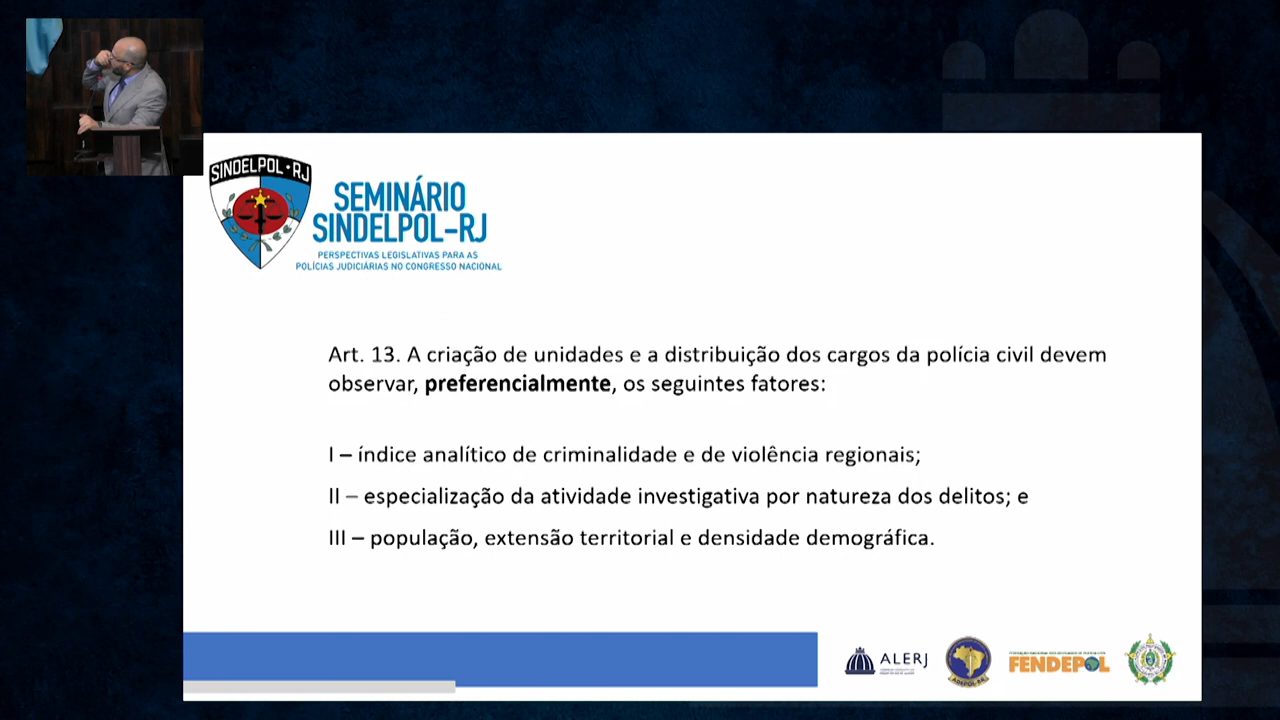 SINDELPOL • RJ
SEMINÁRIO
SINDELPOL-RJ
PERSPECTIVAS LEGISLATIVAS PARA AS
POLÍCIAS JUDICIÁRIAS NO CONGRESSO NACIONAL
Art. 13. A criação de unidades e a distribuição dos cargos da polícia civil devem
observar, preferencialmente, os seguintes fatores:
I – índice analítico de criminalidade e de violência regionais;
II – especialização da atividade investigativa por natureza dos delitos; e
III – população, extensão territorial e densidade demográfica.
ALERJ
ADEPOL-RJ
FENDEPOL